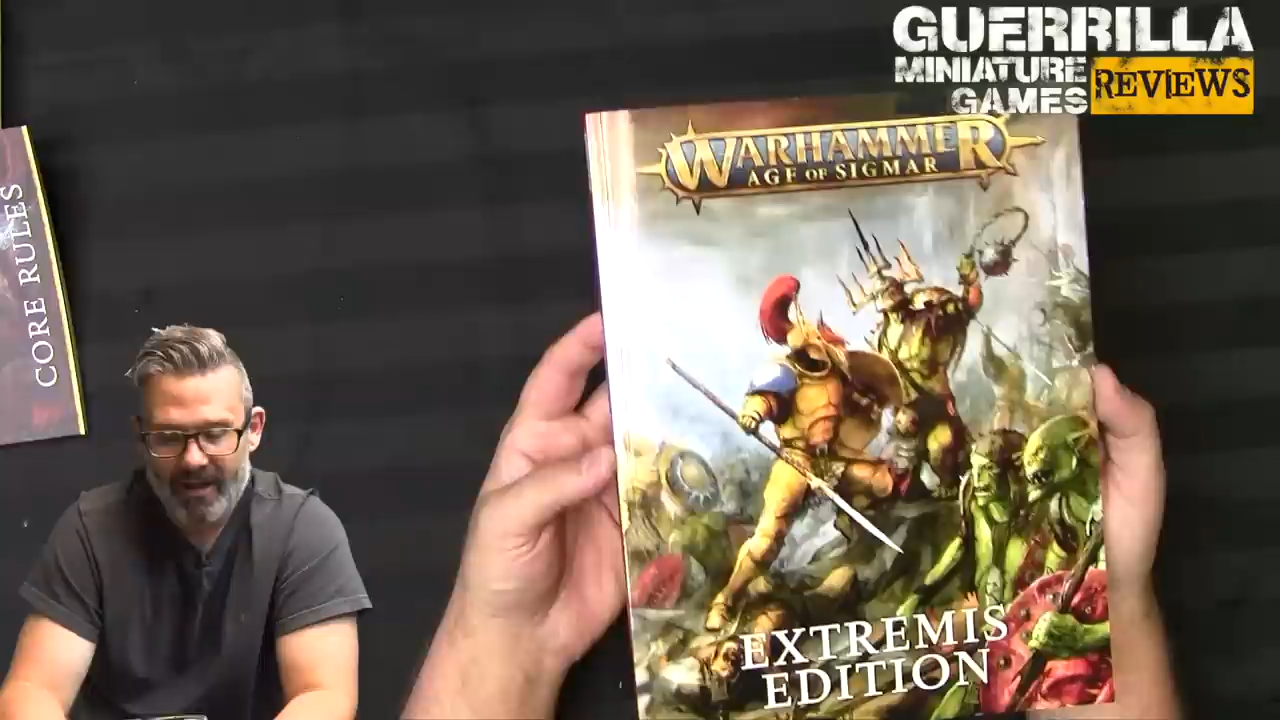 GUERRILLA
MINIATURE
GAMES
REVIEWS
WARHAMMER
AGE OF SIGMAR
CORE RULES
EXTREMIS
EDITION